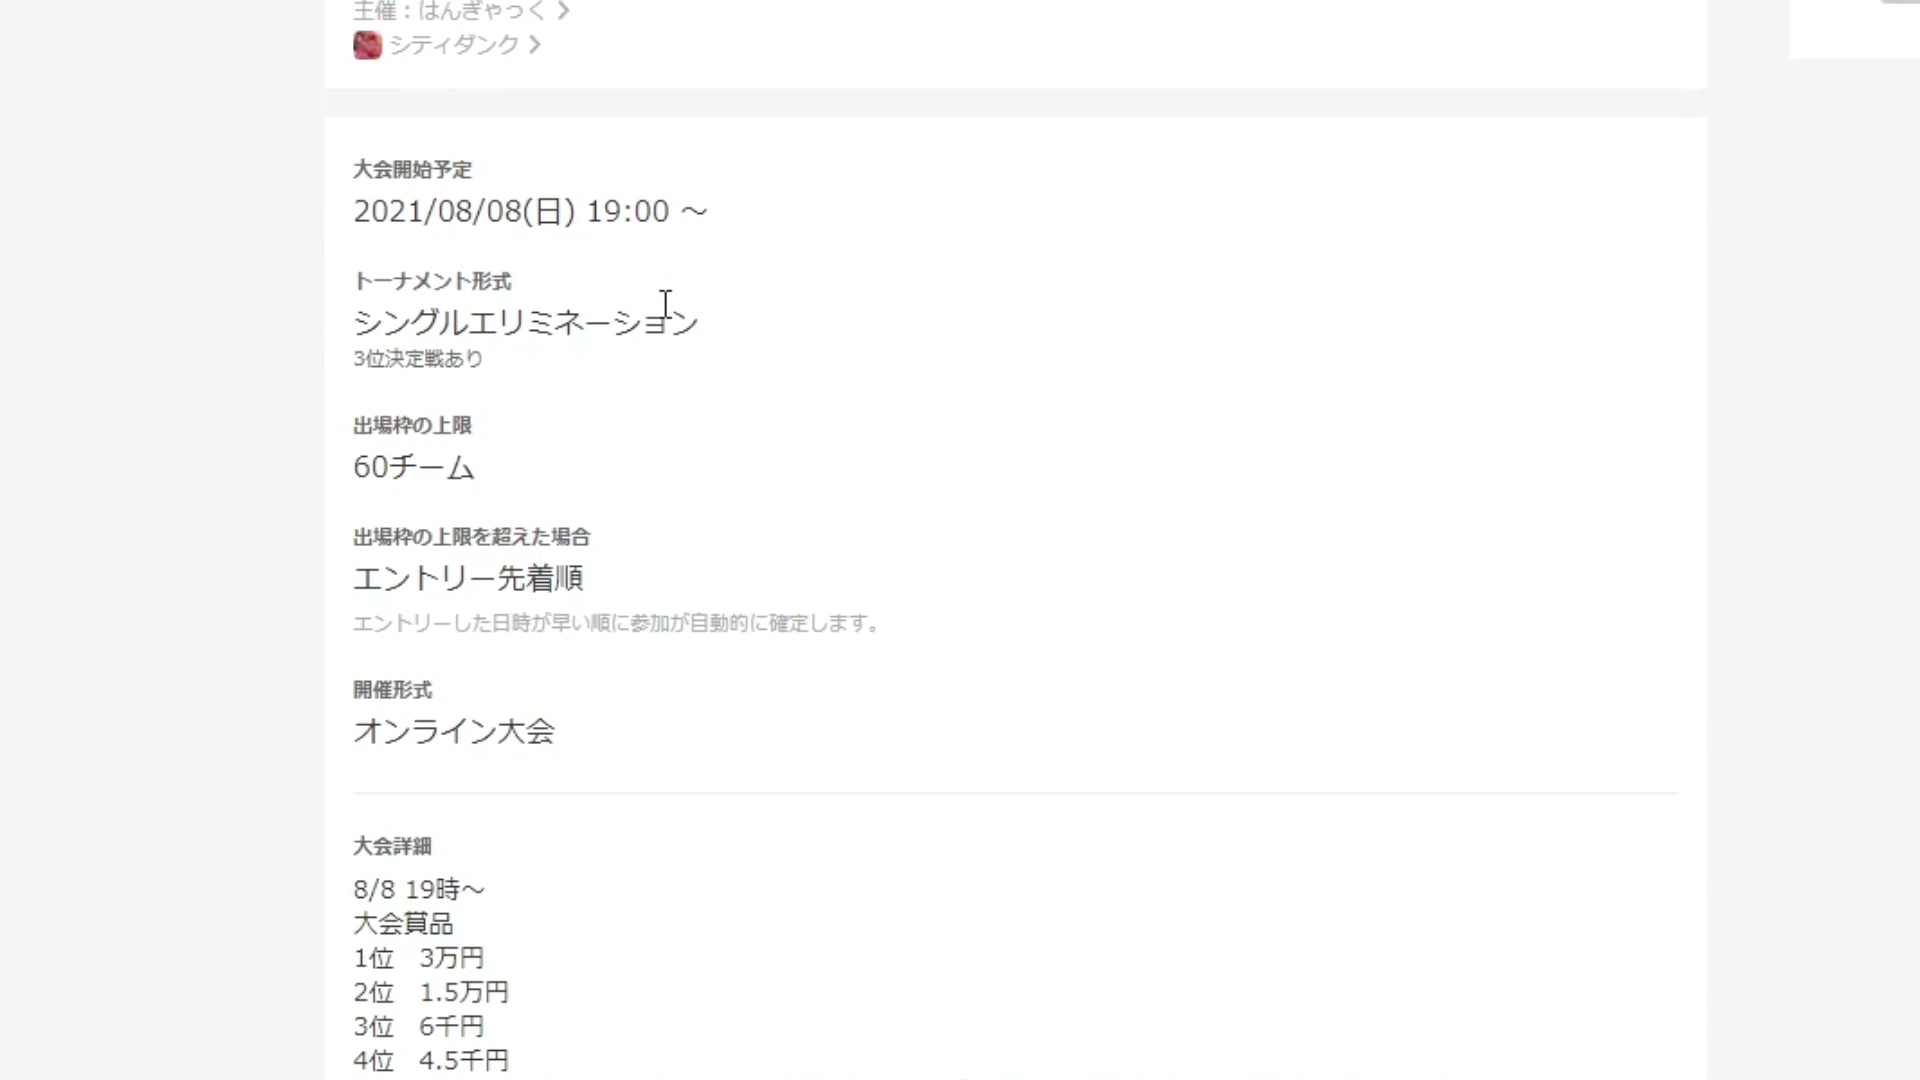 主催：はんぎゃっく
シティダンク
大会開始予定
2021/08/08(日) 19:00 ～
トーナメント形式
シングルエリミネーション
3位決定戦あり
出場枠の上限
60チーム
出場枠の上限を超えた場合
エントリー先着順
エントリーした日時が早い順に参加が自動的に確定します。
開催形式
オンライン大会
大会詳細
8/8 19時～
大会賞品
1位　3万円
2位　1.5万円
3位　6千円
4位　4.5千円